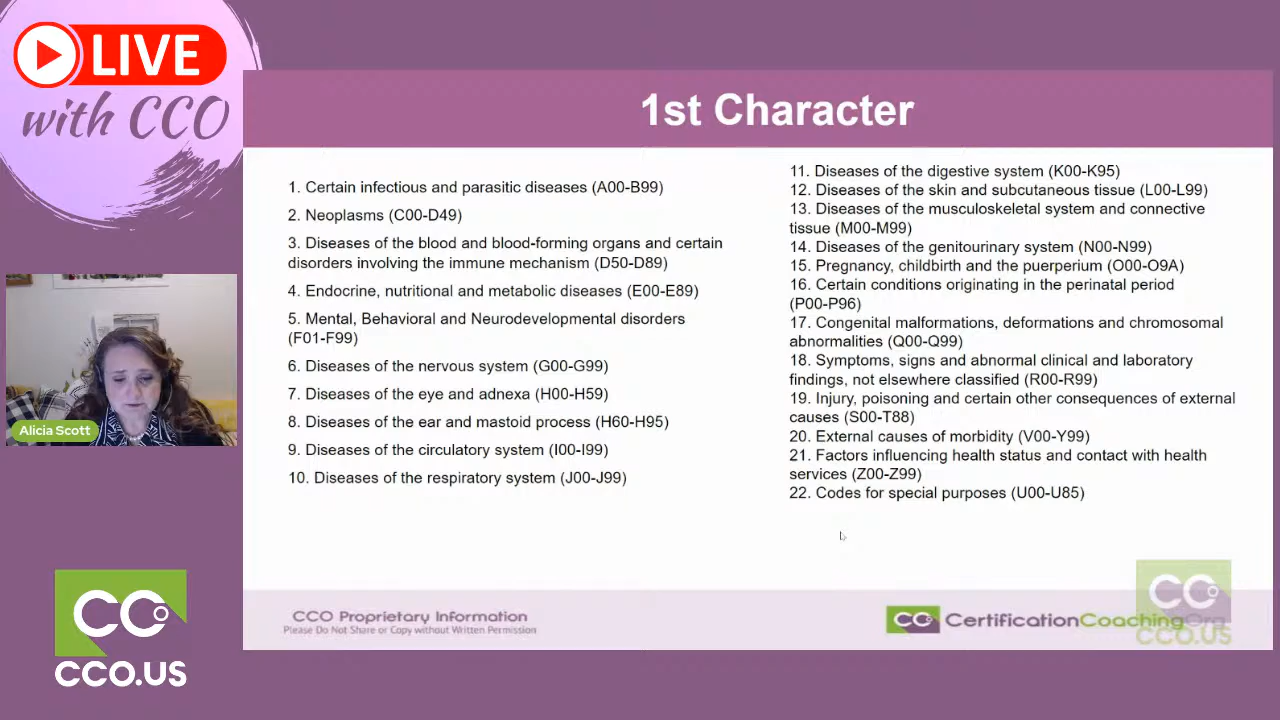 LIVE
with CCO
1st Character
1. Certain infectious and parasitic diseases (A00-B99)
2. Neoplasms (C00-D49)
3. Diseases of the blood and blood-forming organs and certain
disorders involving the immune mechanism (D50-D89)
4. Endocrine, nutritional and metabolic diseases (E00-E89)
5. Mental, Behavioral and Neurodevelopmental disorders
(F01-F99)
6. Diseases of the nervous system (G00-G99)
7. Diseases of the eye and adnexa (H00-H59)
8. Diseases of the ear and mastoid process (H60-H95)
9. Diseases of the circulatory system (I00-I99)
10. Diseases of the respiratory system (J00-J99)
11. Diseases of the digestive system (K00-K95)
12. Diseases of the skin and subcutaneous tissue (L00-L99)
13. Diseases of the musculoskeletal system and connective
tissue (M00-M99)
14. Diseases of the genitourinary system (N00-N99)
15. Pregnancy, childbirth and the puerperium (O00-O9A)
16. Certain conditions originating in the perinatal period
(P00-P96)
17. Congenital malformations, deformations and chromosomal
abnormalities (Q00-Q99)
18. Symptoms, signs and abnormal clinical and laboratory
findings, not elsewhere classified (R00-R99)
19. Injury, poisoning and certain other consequences of external
causes (S00-T88)
20. External causes of morbidity (V00-Y99)
21. Factors influencing health status and contact with health
services (Z00-Z99)
22. Codes for special purposes (U00-U85)
Alicia Scott
CCO
CCO.US
CCO Proprietary Information
Please Do Not Share or Copy without Written Permission
CCO CertificationCoachingOrg
CCO
CCO.US